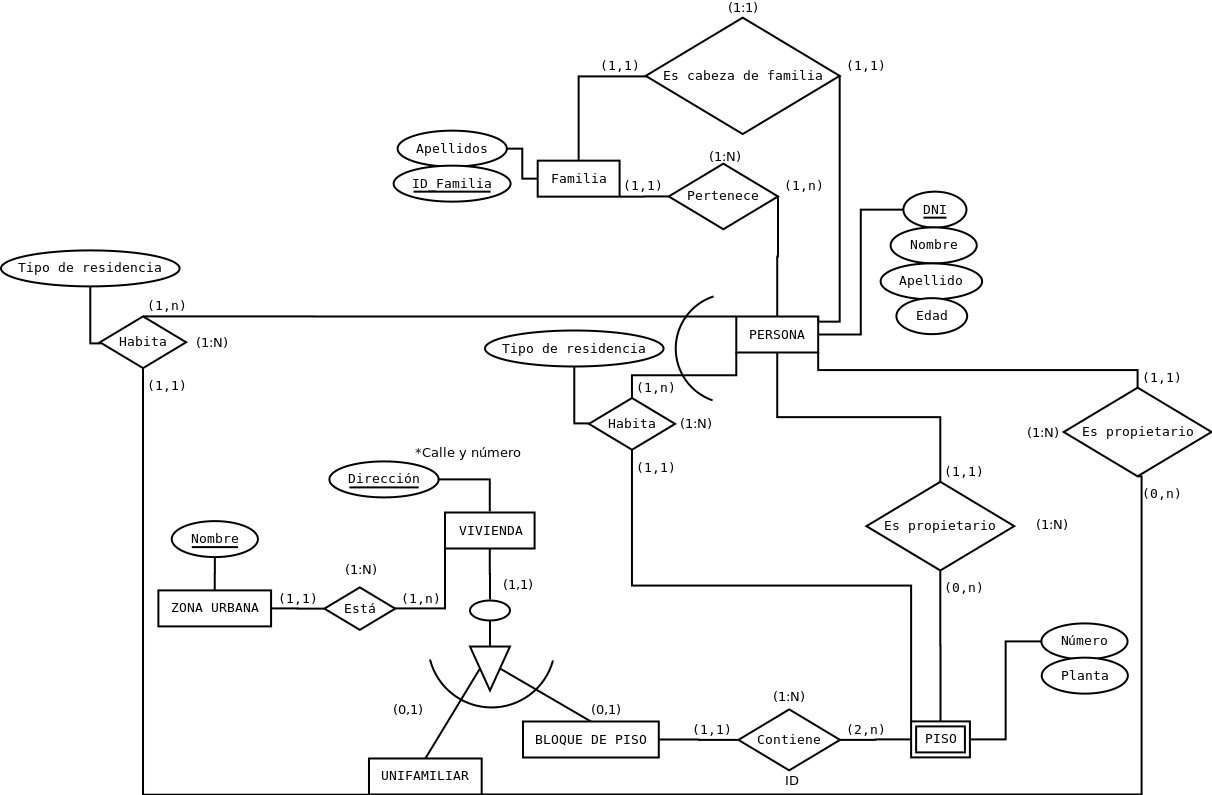 (1:1)
(1,1)
Es cabeza de familia
(1,1)
Apellidos
ID_Familia
Familia
(1,1)
(1:N)
Pertenece
(1,n)
DNI
Nombre
Apellido
Edad
Tipo de residencia
(1,n)
Habita
(1:N)
(1,1)
PERSONA
Tipo de residencia
(1,n)
Habita
(1:N)
(1,1)
(1,1)
(1:N)
Es propietario
(0,n)
(1,1)
Es propietario
(1:N)
(0,n)
*Calle y número
Dirección
VIVIENDA
Nombre
ZONA URBANA
(1,1)
(1:N)
Está
(1,n)
(1,1)
(0,1)
(0,1)
UNIFAMILIAR
BLOQUE DE PISO
(1,1)
(1:N)
Contiene
ID
(2,n)
PISO
Número
Planta